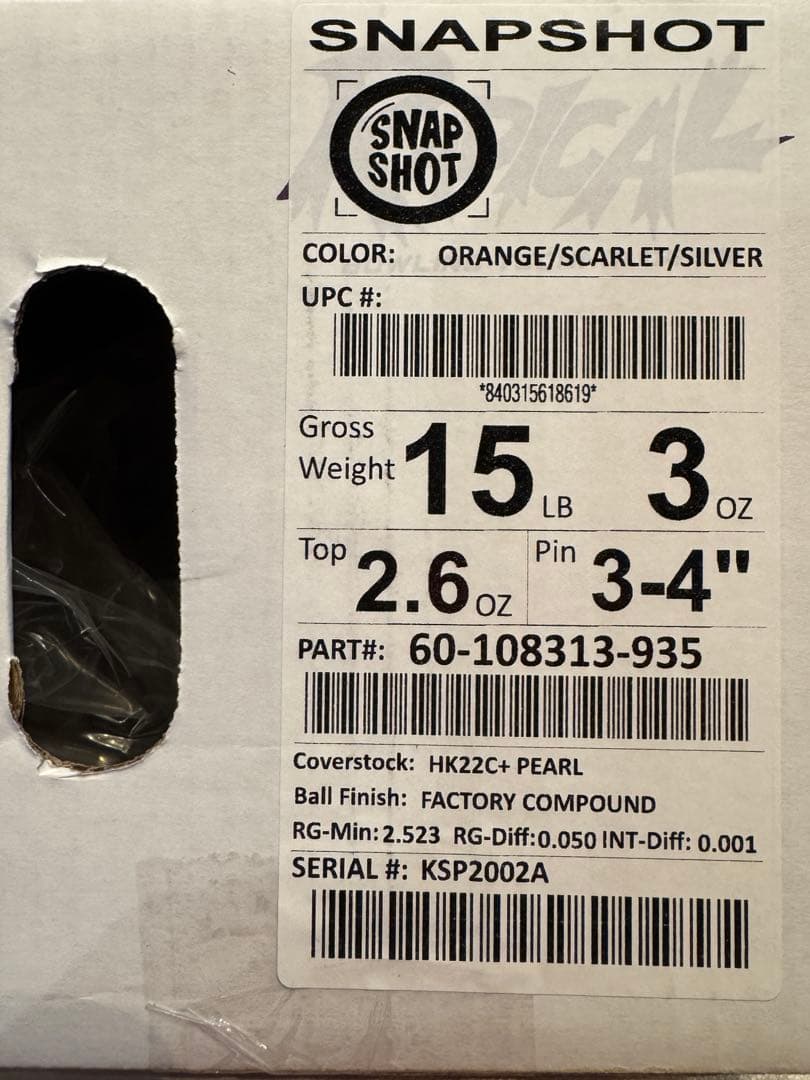 SNAPSHOT
SNAP
SHOT
RADICAL
COLOR: ORANGE/SCARLET/SILVER
UPC #:
*840315618619*
Gross
Weight 15 LB 3 OZ
Top 2.6 OZ Pin 3-4"
PART#: 60-108313-935
Coverstock: HK22C+ PEARL
Ball Finish: FACTORY COMPOUND
RG-Min: 2.523 RG-Diff: 0.050 INT-Diff: 0.001
SERIAL #: KSP2002A